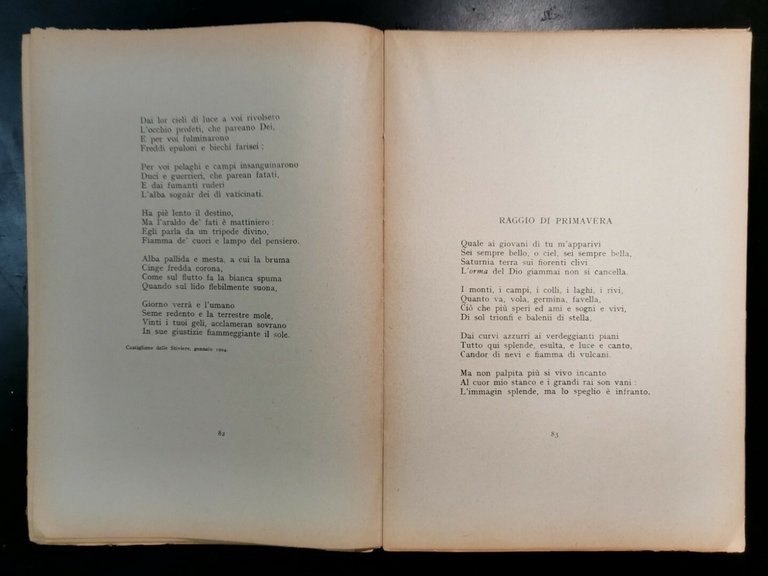 Dai lor cieli di luce a voi rivolsero
L'occhio profeti, che pareano Dei,
E per voi fulminarono
Freddi epuloni e biechi farisei :
Per voi pelaghi e campi insanguinarono
Duci e guerrieri, che parean fatati,
E dai fumanti ruderi
L'alba sognâr dei dì vaticinati.
Ha piè lento il destino,
Ma l'araldo de' fati è mattiniero :
Egli parla da un tripode divino,
Fiamma de' cuori e lampo del pensiero.
Alba pallida e mesta, a cui la bruma
Cinge fredda corona,
Come sul flutto fa la bianca spuma
Quando sul lido flebilmente suona,
Giorno verrà e l'umano
Seme redento e la terrestre mole,
Vinti i tuoi geli, acclameran sovrano
In sue giustizie fiammeggiante il sole.
Castiglione delle Stiviere, gennaio 1904.
82
RAGGIO DI PRIMAVERA
Quale ai giovani dì tu m'apparivi
Sei sempre bello, o ciel, sei sempre bella,
Saturnia terra sui fiorenti clivi
L'orma del Dio giammai non si cancella.
I monti, i campi, i colli, i laghi, i rivi,
Quanto va, vola, germina, favella,
Ciò che più speri ed ami e sogni e vivi,
Di sol trionfi e balenii di stella.
Dai curvi azzurri ai verdeggianti piani
Tutto qui splende, esulta, e luce e canto,
Candor di nevi e fiamma di vulcani.
Ma non palpita più sì vivo incanto
Al cuor mio stanco e i grandi rai son vani :
L'immagin splende, ma lo speglio è infranto.
83